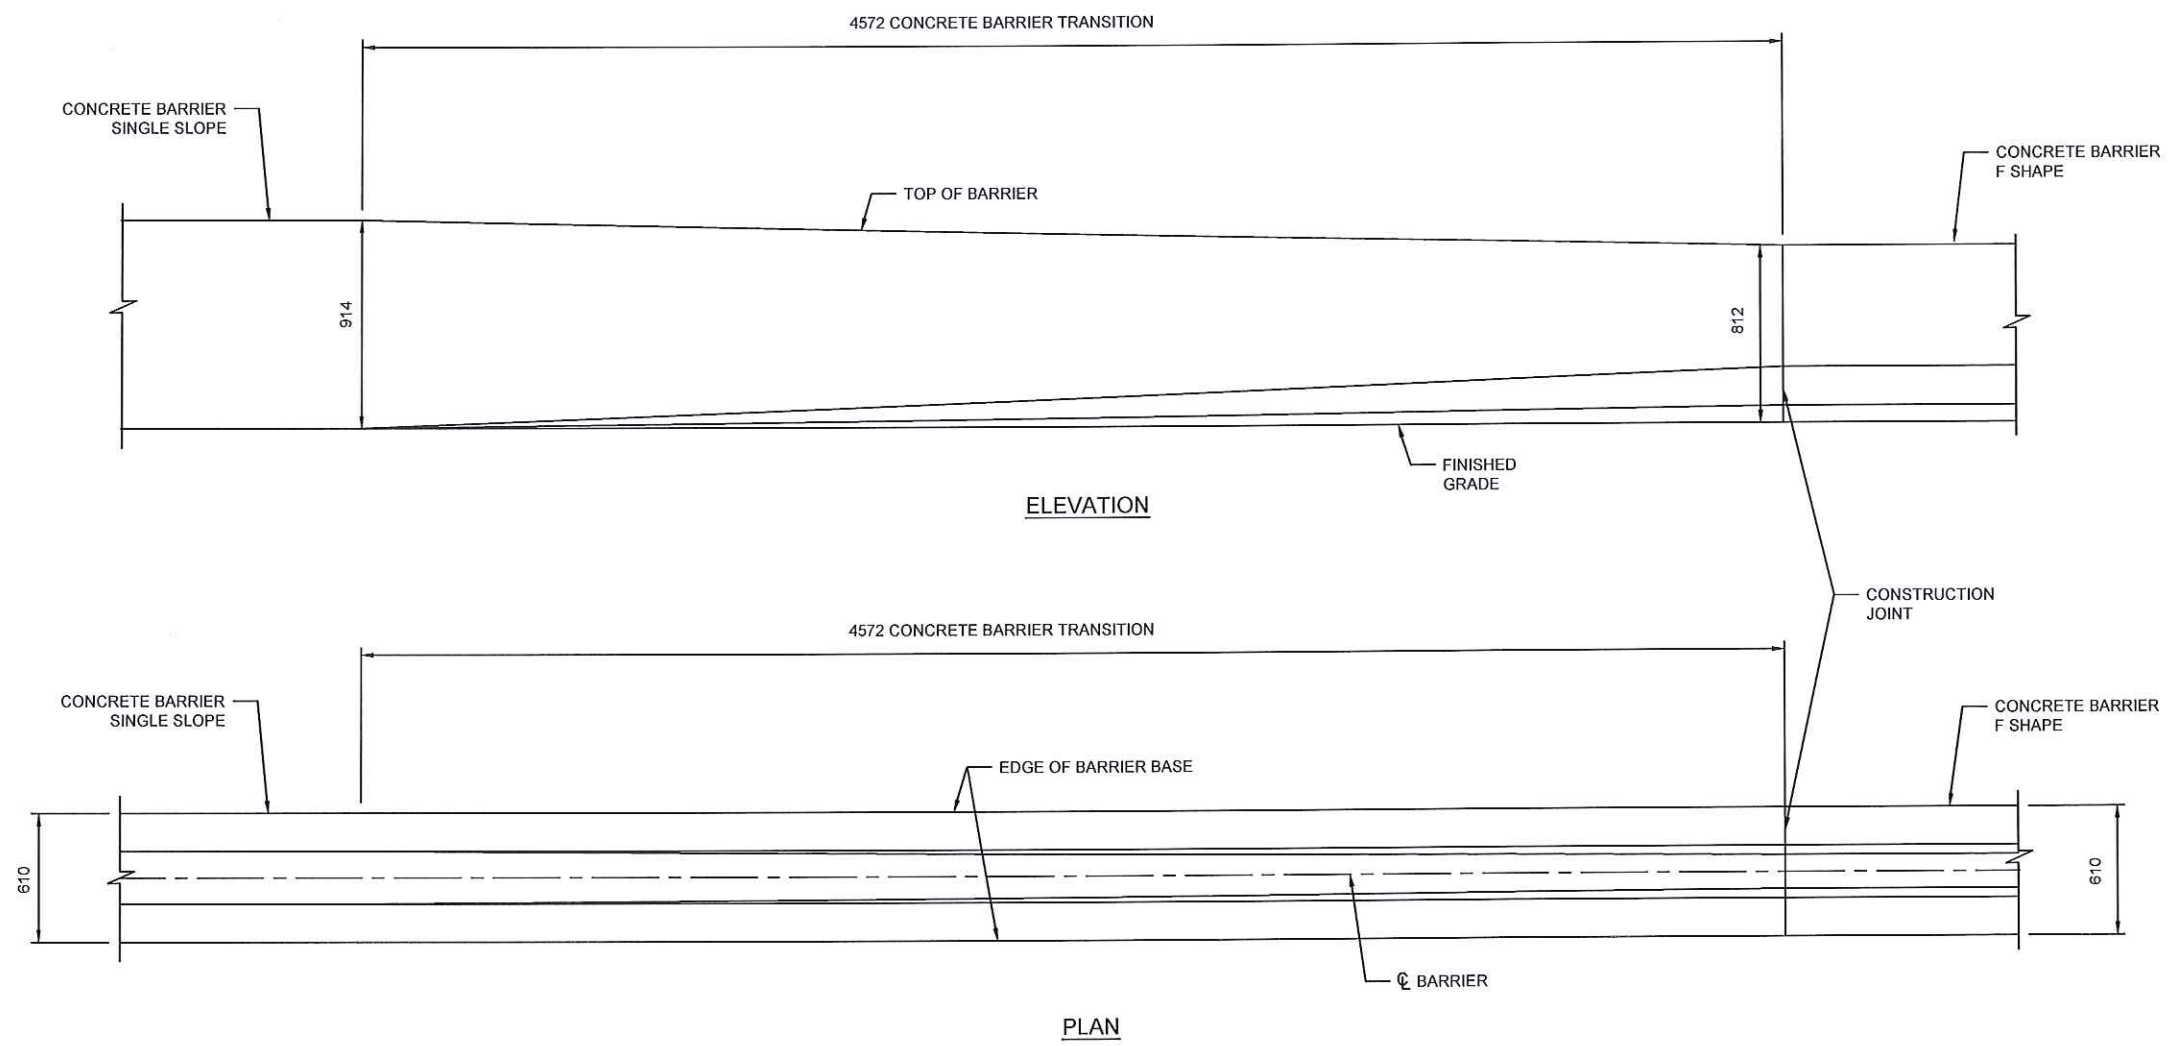 4572 CONCRETE BARRIER TRANSITION
CONCRETE BARRIER
SINGLE SLOPE
CONCRETE BARRIER
F SHAPE
TOP OF BARRIER
914
812
FINISHED
GRADE
ELEVATION
CONSTRUCTION
JOINT
4572 CONCRETE BARRIER TRANSITION
CONCRETE BARRIER
SINGLE SLOPE
CONCRETE BARRIER
F SHAPE
EDGE OF BARRIER BASE
610
610
℄ BARRIER
PLAN